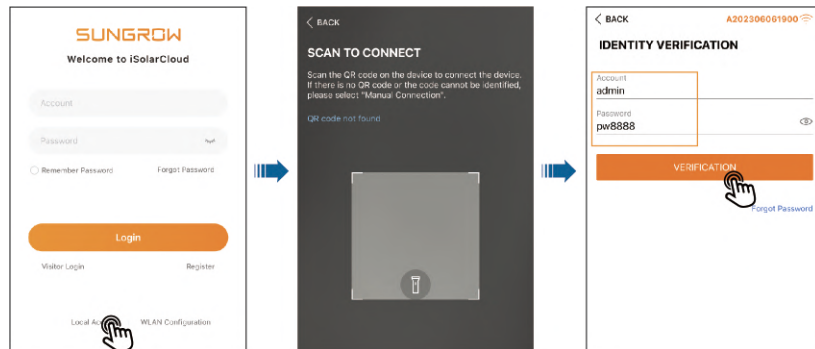 SUNGROW
Welcome to iSolarCloud
Account
Password
Remember Password
Forgot Password
Login
Visitor Login
Register
Local
WLAN Configuration
BACK
SCAN TO CONNECT
Scan the QR code on the device to connect the device.
If there is no QR code or the code cannot be identified,
please select "Manual Connection".
QR code not found
BACK
A202306061900
IDENTITY VERIFICATION
Account
admin
Password
pw8888
VERIFICATION
Forgot Password